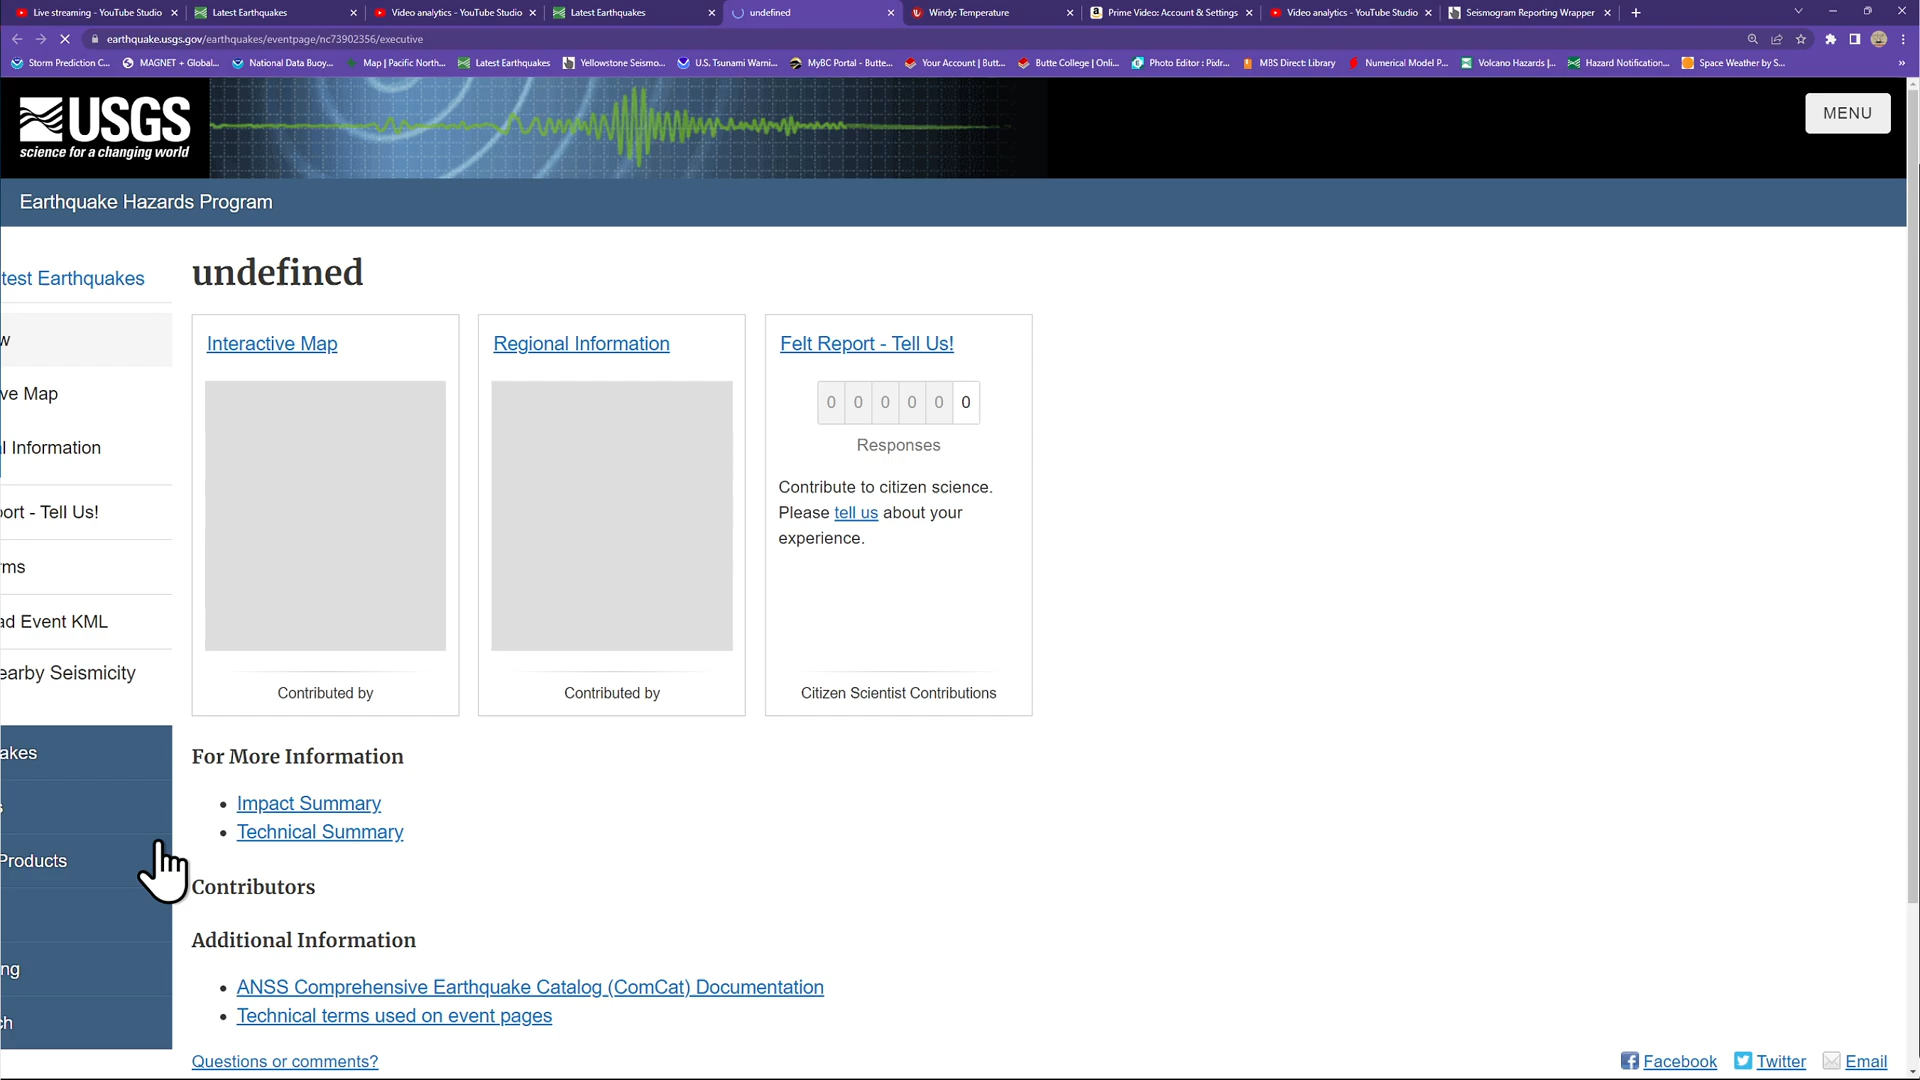 Live streaming - YouTube Studio
Latest Earthquakes
Video analytics - YouTube Studio
Latest Earthquakes
undefined
Windy: Temperature
Prime Video: Account & Settings
Video analytics - YouTube Studio
Seismogram Reporting Wrapper
earthquake.usgs.gov/earthquakes/eventpage/nc73902356/executive
Storm Prediction C...
MAGNET + Global...
National Data Buoy...
Map | Pacific North...
Latest Earthquakes
Yellowstone Seismo...
U.S. Tsunami Warni...
MyBC Portal - Butte...
Your Account | Butt...
Butte College | Onli...
Photo Editor : Pixlr...
MBS Direct Library
Numerical Model P...
Volcano Hazards |...
Hazard Notification...
Space Weather by S...
USGS
science for a changing world
MENU
Earthquake Hazards Program
test Earthquakes
w
ve Map
l Information
ort - Tell Us!
rms
ad Event KML
earby Seismicity
akes
s
Products
ng
ch
undefined
Interactive Map
Contributed by
Regional Information
Contributed by
Felt Report - Tell Us!
0 0 0 0 0 0
Responses
Contribute to citizen science.
Please tell us about your
experience.
Citizen Scientist Contributions
For More Information
• Impact Summary
• Technical Summary
Contributors
Additional Information
• ANSS Comprehensive Earthquake Catalog (ComCat) Documentation
• Technical terms used on event pages
Questions or comments?
Facebook
Twitter
Email